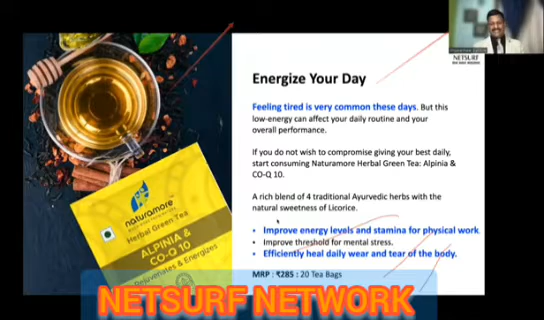 NETSURF
Energize Your Day
Feeling tired is very common these days. But this
low-energy can affect your daily routine and your
overall performance.
If you do not wish to compromise giving your best daily,
start consuming Naturamore Herbal Green Tea: Alpinia &
CO-Q 10.
A rich blend of 4 traditional Ayurvedic herbs with the
natural sweetness of Licorice.
• Improve energy levels and stamina for physical work.
• Improve threshold for mental stress.
• Efficiently heal daily wear and tear of the body.
MRP : ₹285 : 20 Tea Bags
naturamore
Herbal Green Tea
ALPINIA &
CO-Q 10
Rejuvenates & Energizes
NETSURF NETWORK